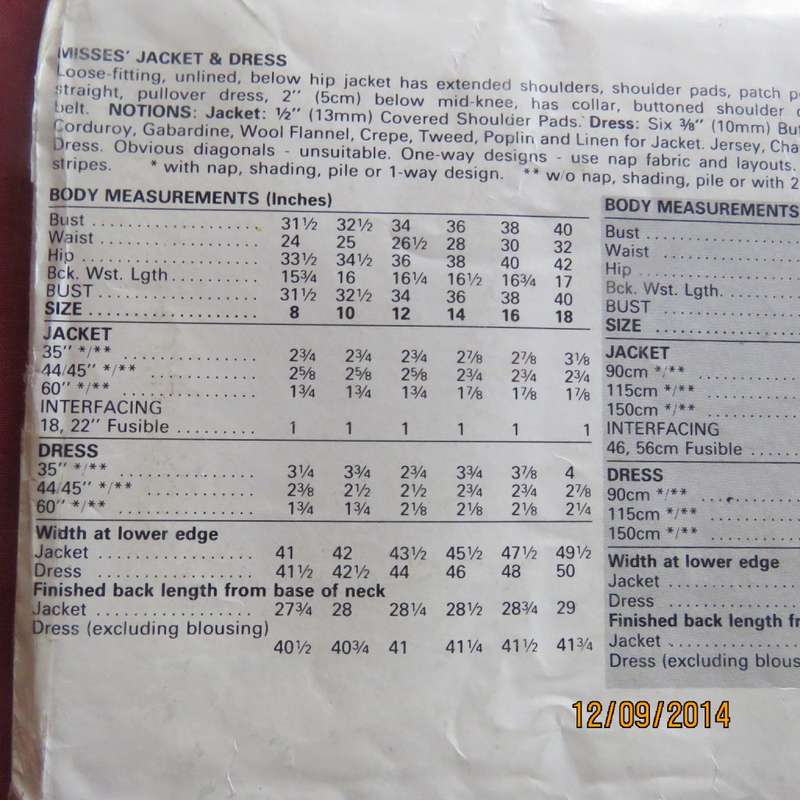 MISSES' JACKET & DRESS
Loose-fitting, unlined, below hip jacket has extended shoulders, shoulder pads, patch
straight, pullover dress, 2" (5cm) below mid-knee, has collar, buttoned shoulder
belt. NOTIONS: Jacket: ½" (13mm) Covered Shoulder Pads. Dress: Six ⅜" (10mm)
Corduroy, Gabardine, Wool Flannel, Crepe, Tweed, Poplin and Linen for Jacket. Jersey,
Dress. Obvious diagonals - unsuitable. One-way designs - use nap fabric and layouts.
stripes. * with nap, shading, pile or 1-way design. ** w/o nap, shading, pile or with 2
BODY MEASUREMENTS (Inches)
Bust .................... 31½ 32½ 34 36 38 40
Waist .................... 24 25 26½ 28 30 32
Hip .................... 33½ 34½ 36 38 40 42
Bck. Wst. Lgth .......... 15¾ 16 16¼ 16½ 16¾ 17
BUST .................... 31½ 32½ 34 36 38 40
SIZE .................... 8 10 12 14 16 18
JACKET
35" */** ................ 2¾ 2¾ 2¾ 2⅞ 2⅞ 3⅛
44/45" */** ............. 2⅝ 2⅝ 2⅝ 2¾ 2¾ 2¾
60" */** ................ 1¾ 1¾ 1¾ 1⅞ 1⅞ 1⅞
INTERFACING
18, 22" Fusible ......... 1 1 1 1 1 1
DRESS
35" */** ................ 3¼ 3¾ 2¾ 3¾ 3⅞ 4
44/45" */** ............. 2⅜ 2½ 2½ 2¾ 2¾ 2⅞
60" */** ................ 1¾ 1¾ 2⅛ 2⅛ 2⅛ 2¼
Width at lower edge
Jacket .................. 41 42 43½ 45½ 47½ 49½
Dress ................... 41½ 42½ 44 46 48 50
Finished back length from base of neck
Jacket .................. 27¾ 28 28¼ 28½ 28¾ 29
Dress (excluding blousing)
40½ 40¾ 41 41¼ 41½ 41¾
BODY MEASUREMENTS
Bust ....................
Waist ...................
Hip .....................
Bck. Wst. Lgth. .........
BUST ....................
SIZE ....................
JACKET
90cm */** ...............
115cm */** ..............
150cm */** ..............
INTERFACING
46, 56cm Fusible ........
DRESS
90cm */** ...............
115cm */** ..............
150cm */** ..............
Width at lower edge
Jacket ..................
Dress ...................
Finished back length
Jacket ..................
Dress (excluding
12/09/2014